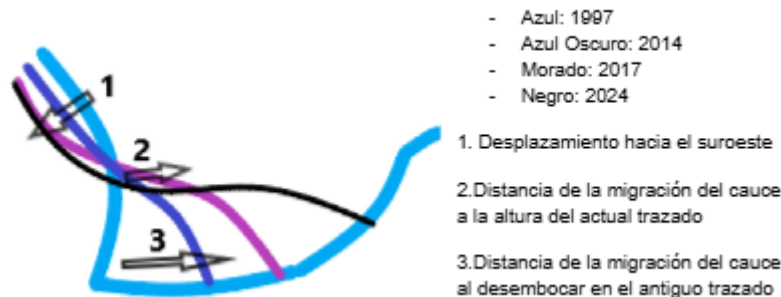 - Azul: 1997
- Azul Oscuro: 2014
- Morado: 2017
- Negro: 2024
1
2
3
1. Desplazamiento hacia el suroeste
2.Distancia de la migración del cauce
a la altura del actual trazado
3.Distancia de la migración del cauce
al desembocar en el antiguo trazado